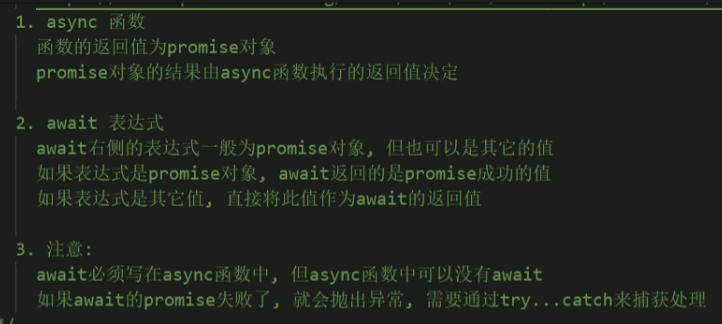 1. async 函数
函数的返回值为promise对象
promise对象的结果由async函数执行的返回值决定
2. await 表达式
await右侧的表达式一般为promise对象, 但也可以是其它的值
如果表达式是promise对象, await返回的是promise成功的值
如果表达式是其它值, 直接将此值作为await的返回值
3. 注意:
await必须写在async函数中, 但async函数中可以没有await
如果await的promise失败了, 就会抛出异常, 需要通过try...catch来捕获处理
*/